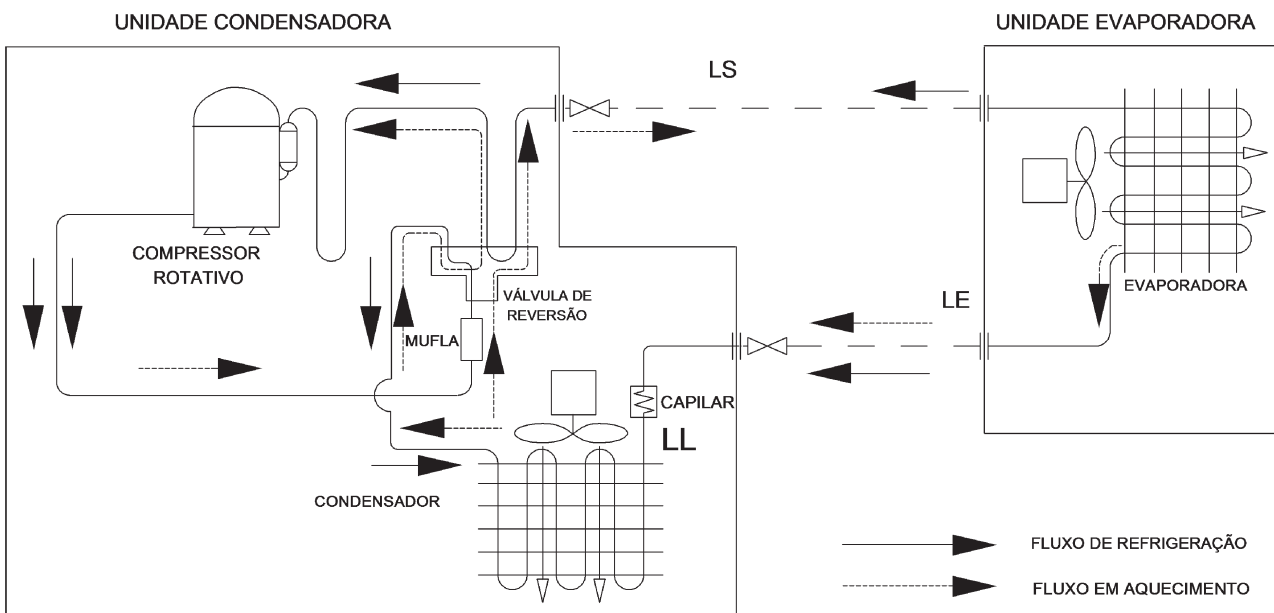 UNIDADE CONDENSADORA
UNIDADE EVAPORADORA
LS
COMPRESSOR
ROTATIVO
VÁLVULA DE
REVERSÃO
MUFLA
EVAPORADORA
LE
CAPILAR
LL
CONDENSADOR
FLUXO DE REFRIGERAÇÃO
FLUXO EM AQUECIMENTO